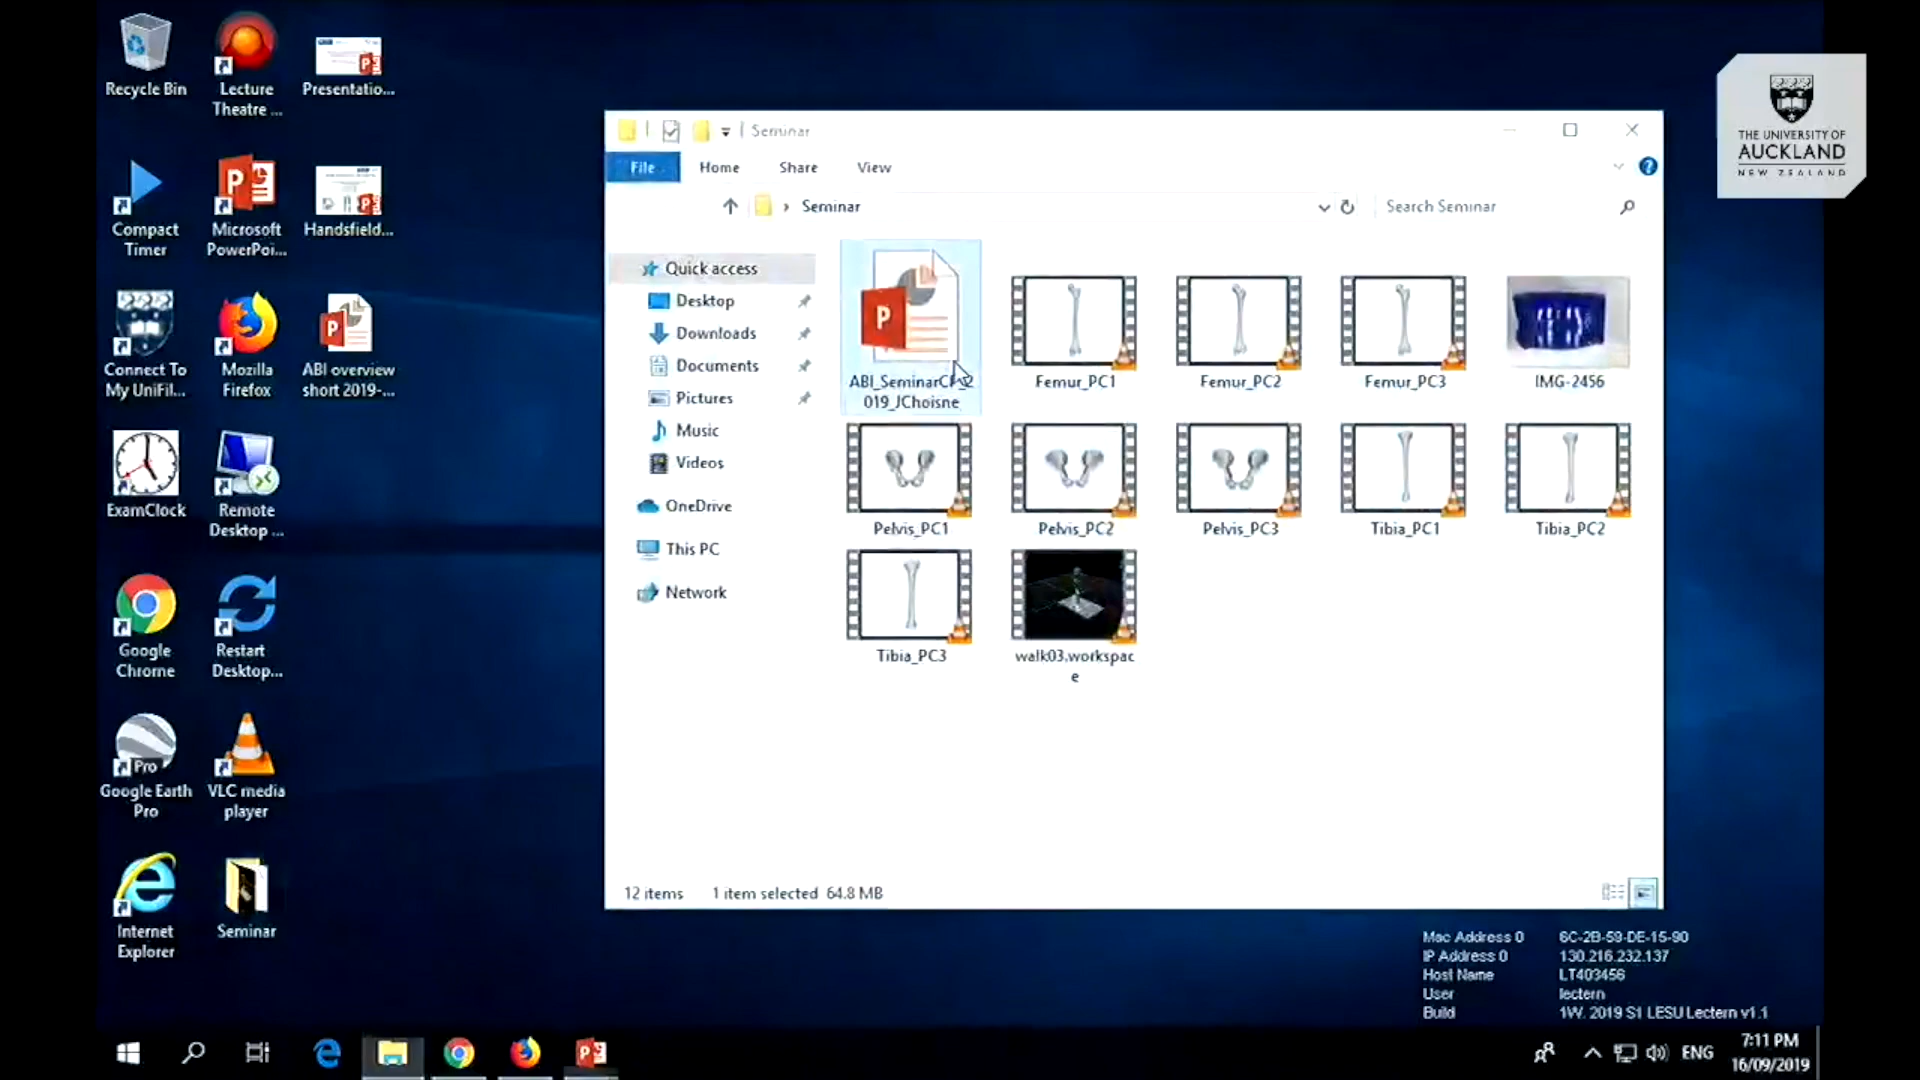 Recycle Bin
Lecture
Theatre ...
Presentatio...
Compact
Timer
Microsoft
PowerPoi...
Handsfield...
Connect To
My UniFil...
Mozilla
Firefox
ABI overview
short 2019-...
ExamClock
Remote
Desktop ...
Google
Chrome
Restart
Desktop...
Pro
Google Earth
Pro
VLC media
player
Internet
Explorer
Seminar
Seminar
File
Home
Share
View
Seminar
Search Seminar
Quick access
Desktop
Downloads
Documents
Pictures
Music
Videos
OneDrive
This PC
Network
019_JChoisne
Femur_PC1
Femur_PC2
Femur_PC3
IMG-2456
Pelvis_PC1
Pelvis_PC2
Pelvis_PC3
Tibia_PC1
Tibia_PC2
Tibia_PC3
walk03.workspac
e
12 items
1 item selected 64.8 MB
THE UNIVERSITY OF
AUCKLAND
NEW ZEALAND
Mac Address 0 6C-2B-59-DE-15-90
IP Address 0 130.216.232.137
Host Name LT403456
User lectern
Build 1W. 2019 S1 LESU Lectern v1.1
ENG
7:11 PM
16/09/2019